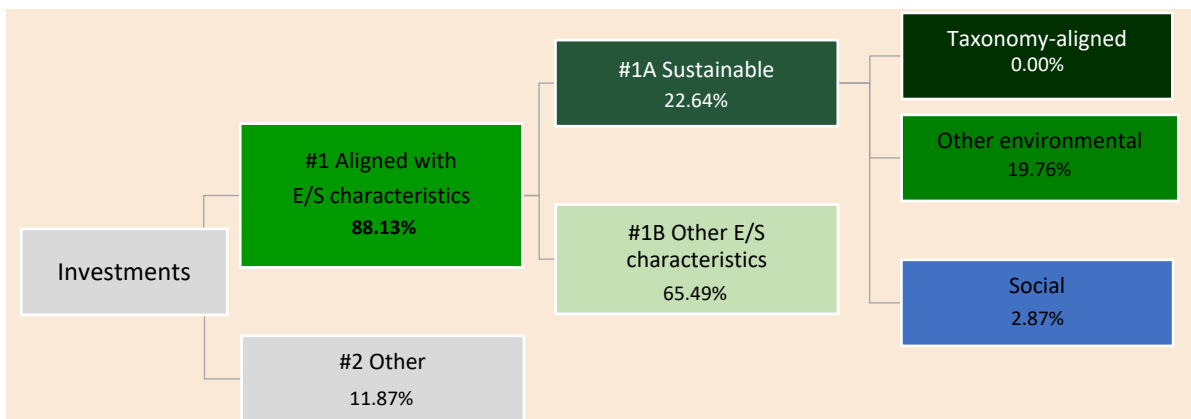 Investments
#1 Aligned with
E/S characteristics
88.13%
#2 Other
11.87%
#1A Sustainable
22.64%
#1B Other E/S
characteristics
65.49%
Taxonomy-aligned
0.00%
Other environmental
19.76%
Social
2.87%